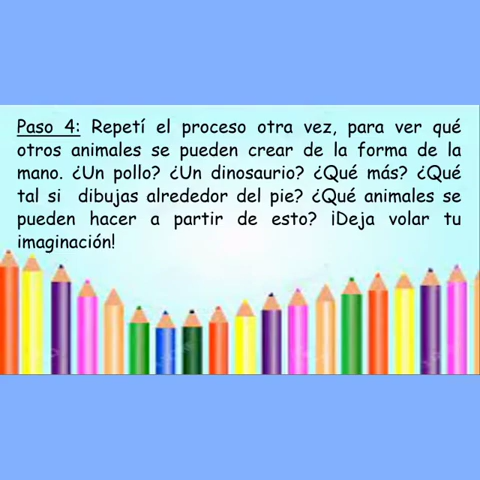 Paso 4: Repetí el proceso otra vez, para ver qué
otros animales se pueden crear de la forma de la
mano. ¿Un pollo? ¿Un dinosaurio? ¿Qué más? ¿Qué
tal si dibujas alrededor del pie? ¿Qué animales se
pueden hacer a partir de esto? ¡Deja volar tu
imaginación!